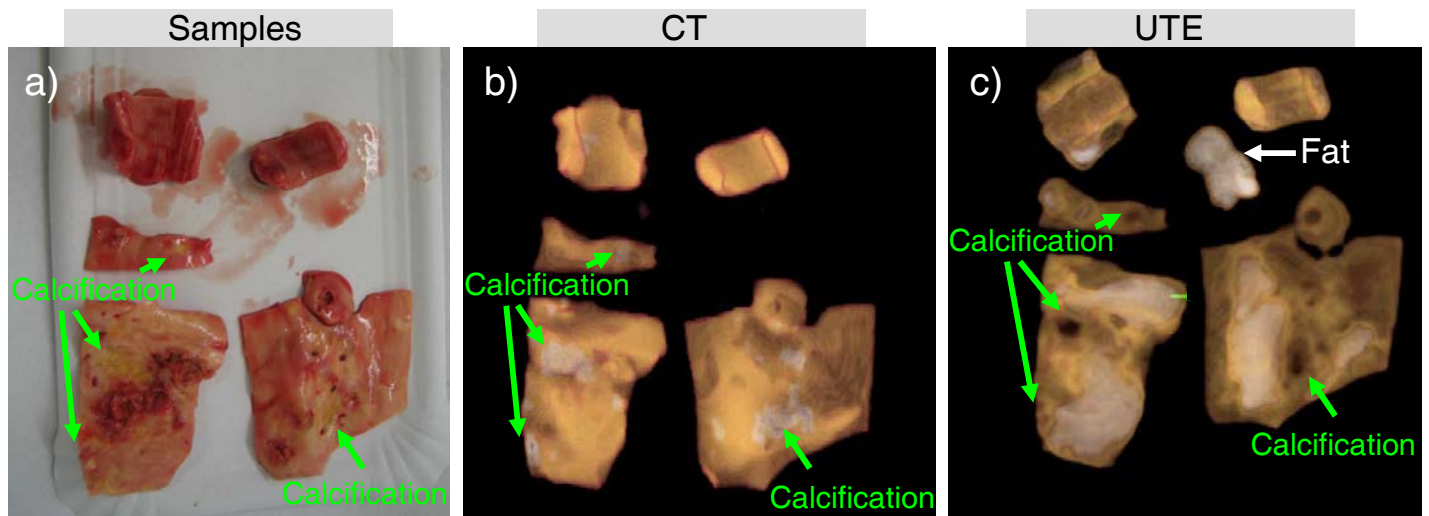 Samples
CT
UTE
a)
b)
c)
Fat
Calcification
Calcification
Calcification
Calcification
Calcification
Calcification